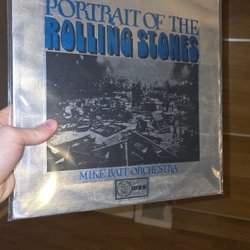 PORTRAIT OF THE
ROLLING STONES
MIKE BATT ORCHESTRA